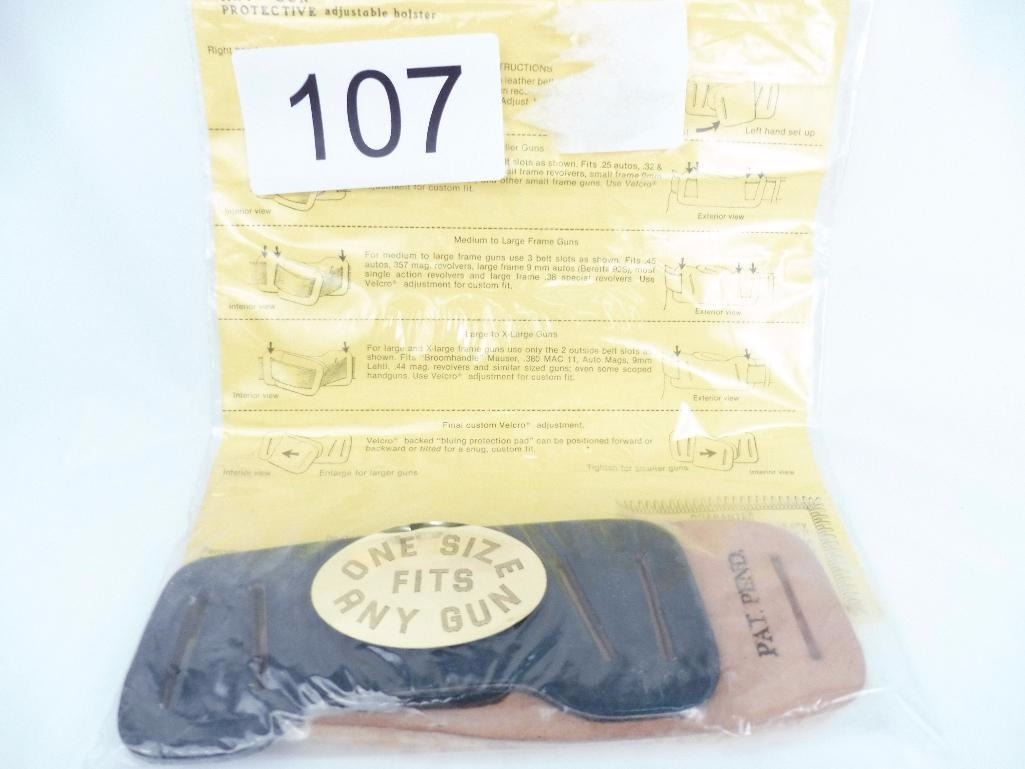 PROTECTIVE adjustable holster
Right
107
TRUCTIONS
leather belt
Adjust
Left hand set up
Guns
slots as shown. Fits .25 autos, .32 &
frame revolvers, small frame 9mm
and other small frame guns. Use Velcro®
adjustment for custom fit.
Interior view
Exterior view
Medium to Large Frame Guns
For medium to large frame guns use 3 belt slots as shown. Fits .45
autos, 357 mag. revolvers, large frame 9 mm autos (Beretta 92S), most
single action revolvers and large frame .38 special revolvers Use
Velcro® adjustment for custom fit.
Interior view
Exterior view
Large to X-Large Guns
For large and X-large frame guns use only the 2 outside belt slots as
shown. Fits "Broomhandle" Mauser, .380 MAC 11, Auto Mags, 9mm
Lahti, .44 mag. revolvers and similar sized guns; even some scoped
handguns. Use Velcro® adjustment for custom fit.
Interior view
Exterior view
Final custom Velcro® adjustment.
Velcro® backed "bluing protection pad" can be positioned forward or
backward or tilted for a snug, custom fit.
Interior view
Enlarge for larger guns
Tighten for smaller guns
Interior view
GUARANTEE
ONE SIZE
FITS
ANY GUN
PAT. PEND.